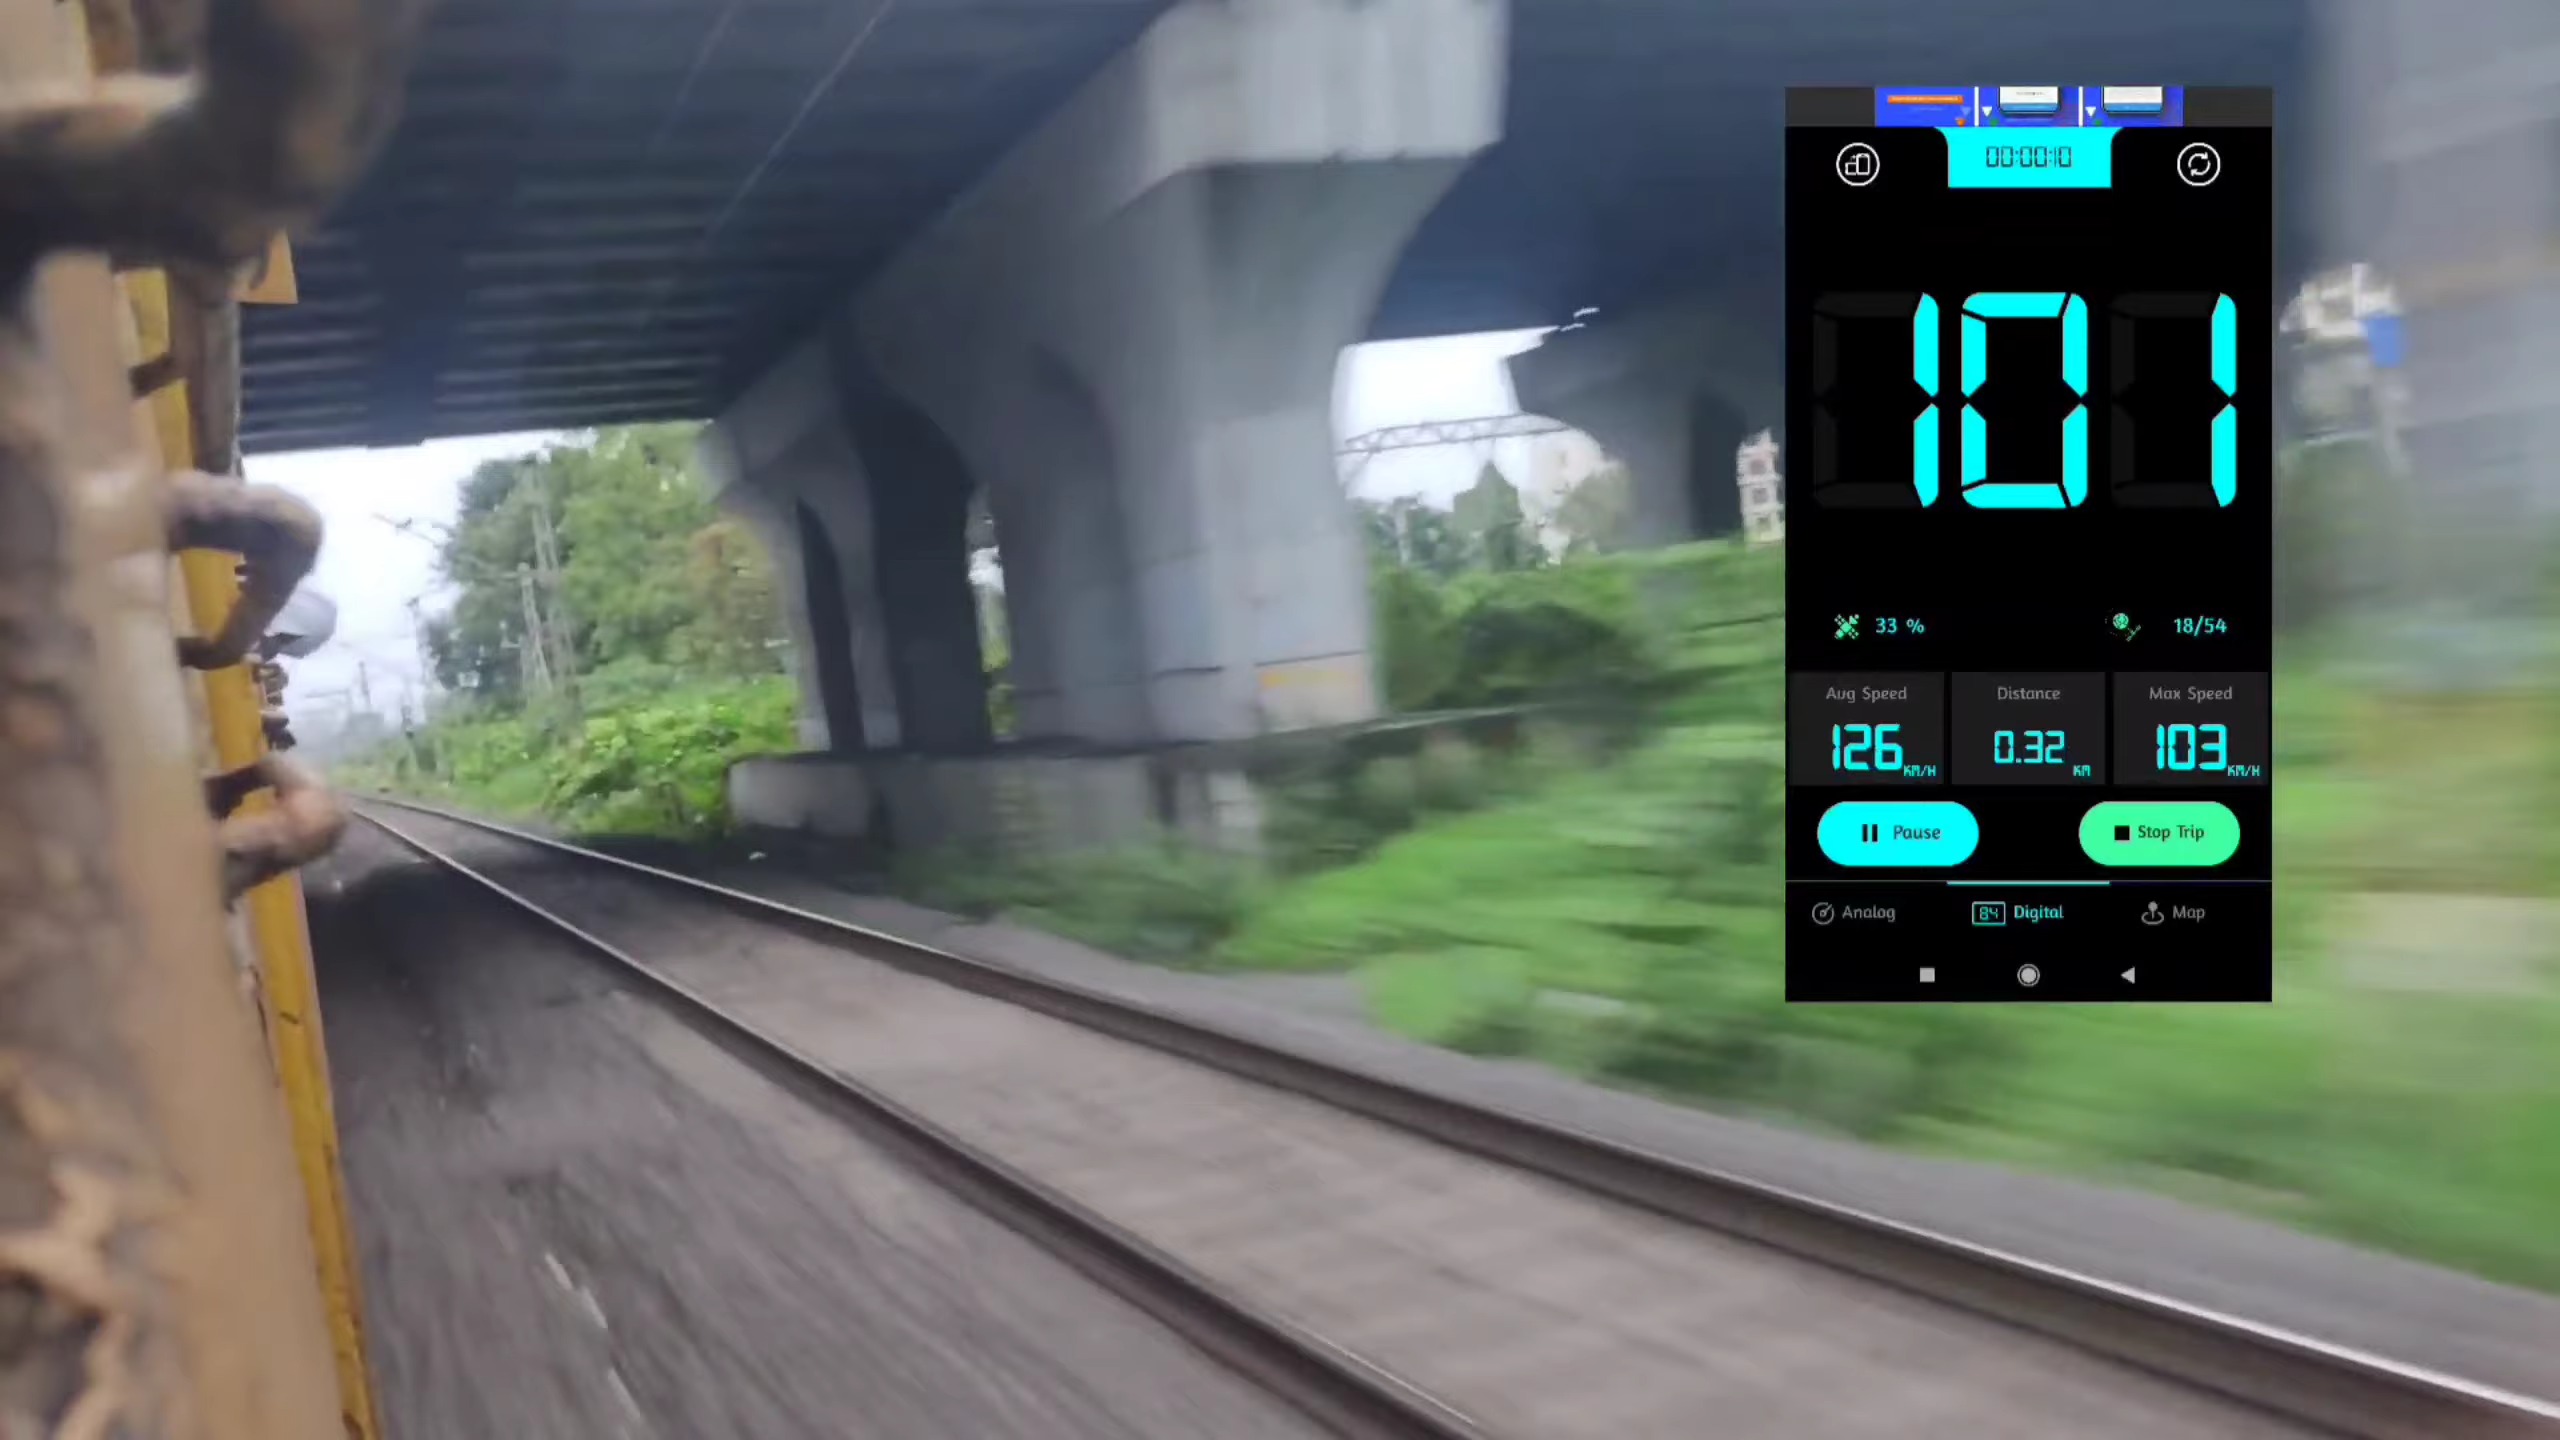 00:00:10
101
33 %
18/54
Avg Speed
Distance
Max Speed
126 KM/H
0.32 KM
103 KM/H
Pause
Stop Trip
Analog
84 Digital
Map